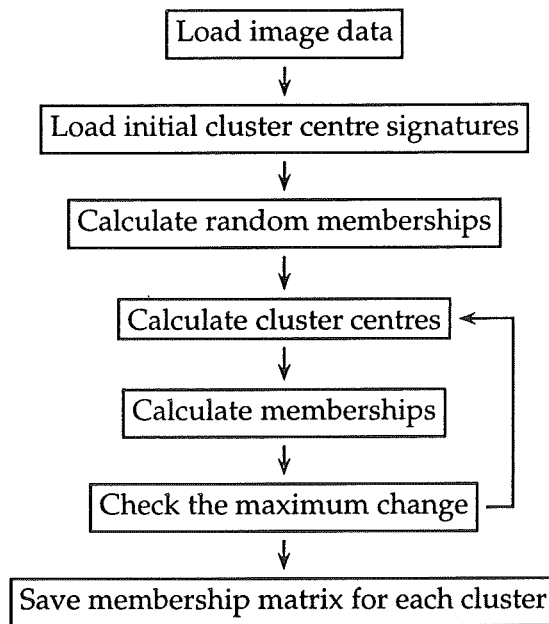 Load image data
Load initial cluster centre signatures
Calculate random memberships
Calculate cluster centres
Calculate memberships
Check the maximum change
Save membership matrix for each cluster